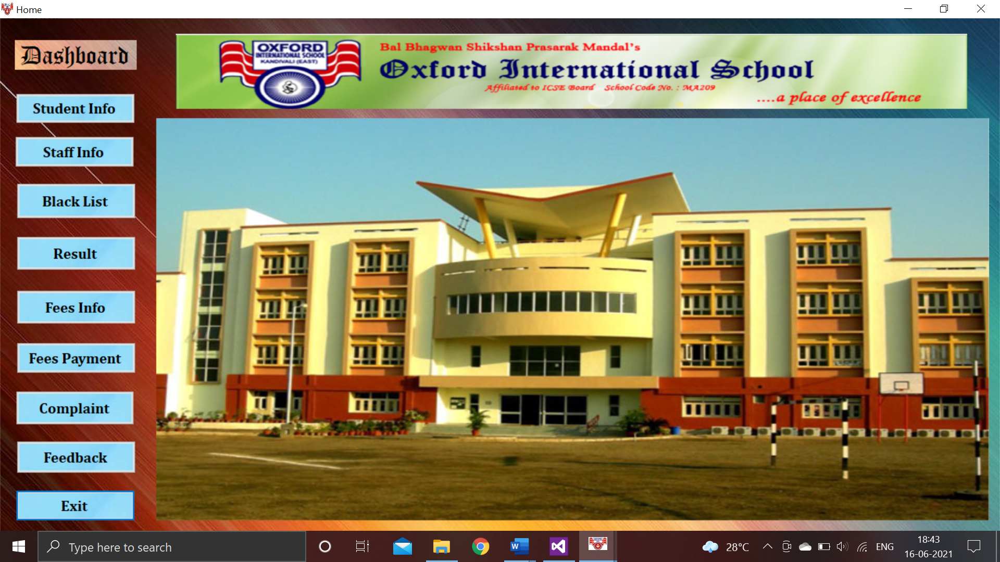 Home
Dashboard
OXFORD
INTERNATIONAL SCHOOL
KANDIVALI (EAST)
Bal Bhagwan Shikshan Prasarak Mandal's
Oxford International School
Affiliated to ICSE Board School Code No. : MA209
....a place of excellence
Student Info
Staff Info
Black List
Result
Fees Info
Fees Payment
Complaint
Feedback
Exit
Type here to search
W
28°C
ENG
18:43
16-06-2021